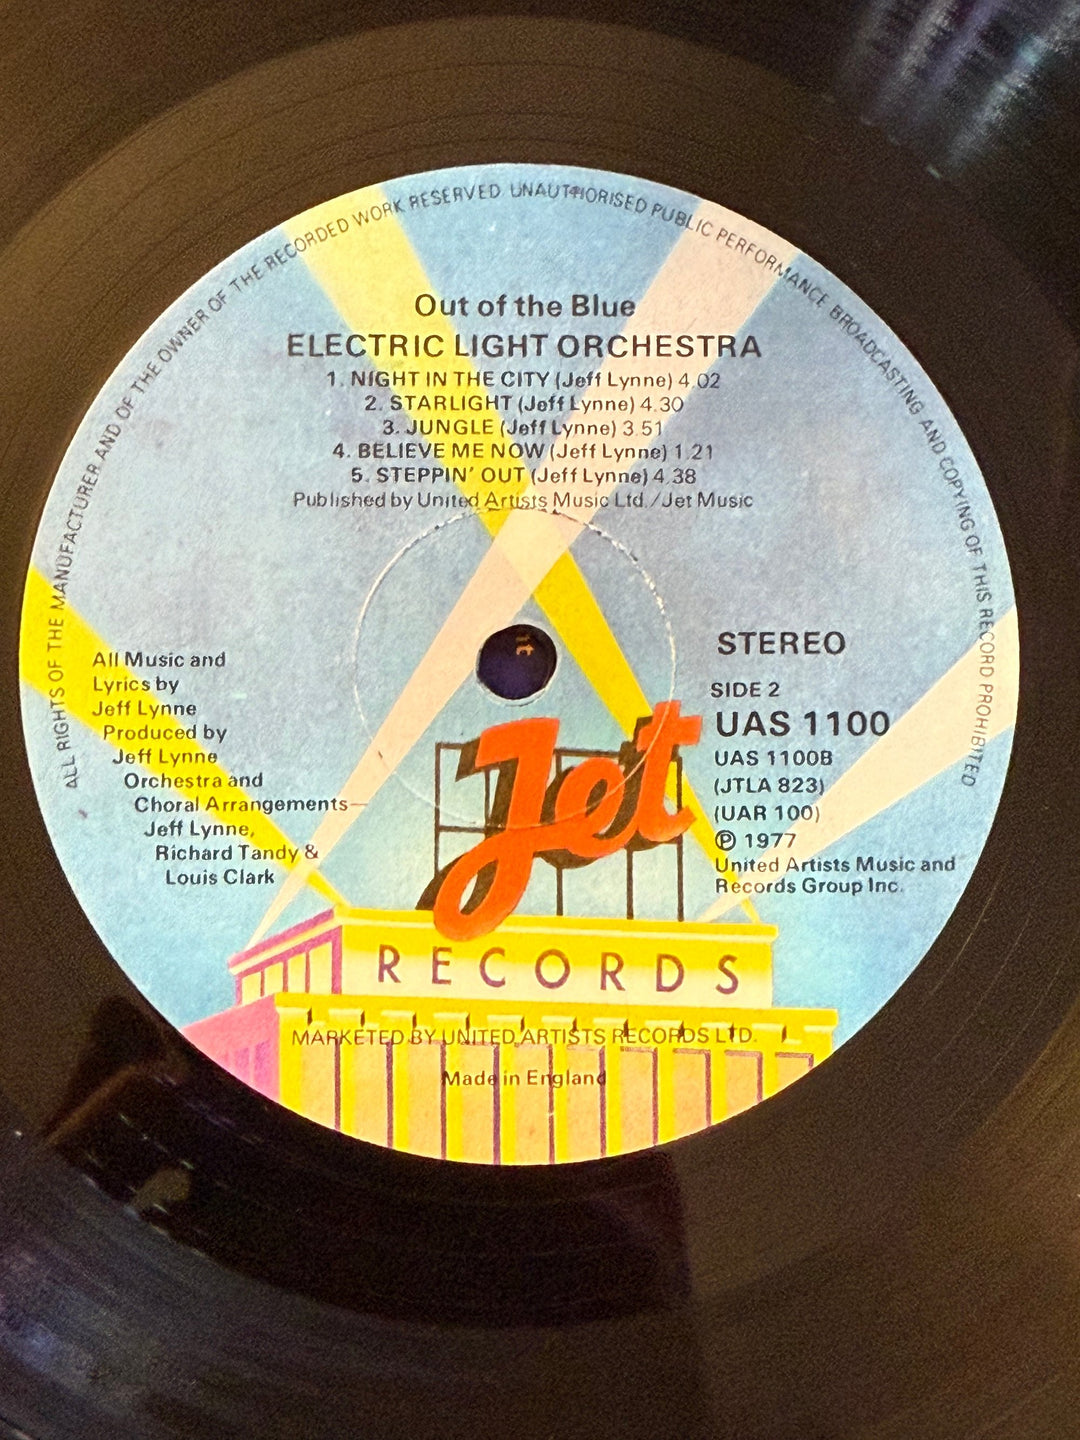 ALL RIGHTS OF THE MANUFACTURER AND OF THE OWNER OF THE RECORDED WORK RESERVED UNAUTHORISED PUBLIC PERFORMANCE BROADCASTING AND COPYING OF THIS RECORD PROHIBITED
Out of the Blue
ELECTRIC LIGHT ORCHESTRA
1. NIGHT IN THE CITY (Jeff Lynne) 4.02
2. STARLIGHT (Jeff Lynne) 4.30
3. JUNGLE (Jeff Lynne) 3.51
4. BELIEVE ME NOW (Jeff Lynne) 1.21
5. STEPPIN' OUT (Jeff Lynne) 4.38
Published by United Artists Music Ltd./Jet Music
All Music and
Lyrics by
Jeff Lynne
Produced by
Jeff Lynne
Orchestra and
Choral Arrangements—
Jeff Lynne,
Richard Tandy &
Louis Clark
STEREO
SIDE 2
UAS 1100
UAS 1100B
(JTLA 823)
(UAR 100)
℗ 1977
United Artists Music and
Records Group Inc.
Jet
RECORDS
MARKETED BY UNITED ARTISTS RECORDS LTD.
Made in England